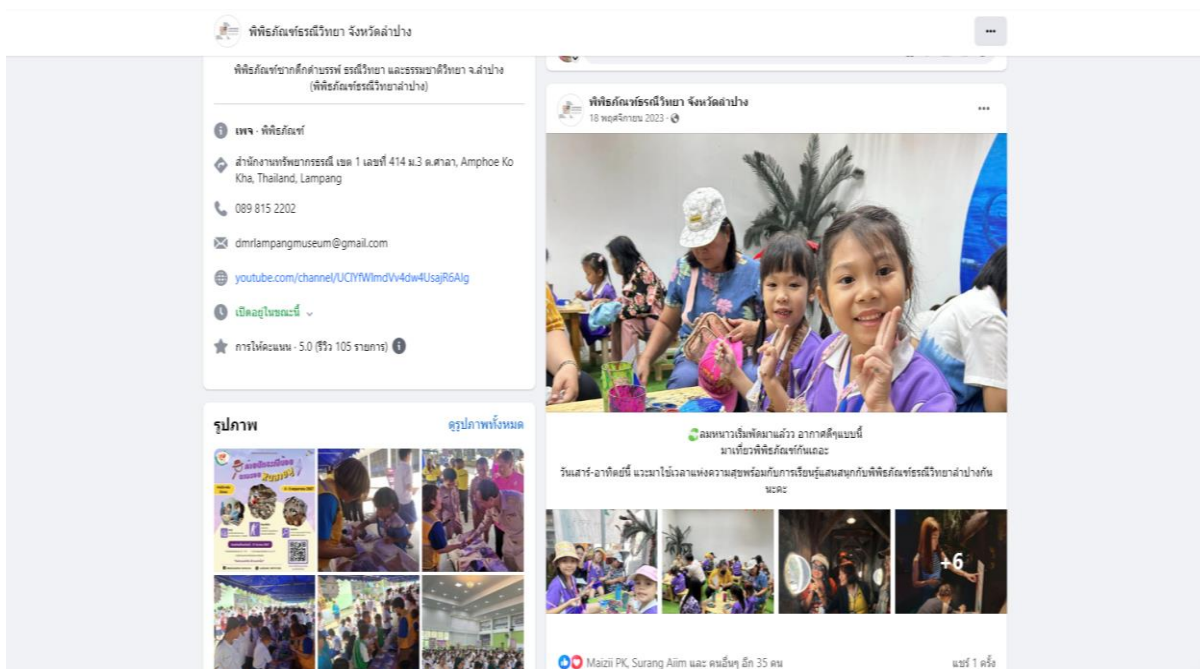 พิพิธภัณฑ์ธรณีวิทยา จังหวัดลำปาง
พิพิธภัณฑ์ซากดึกดำบรรพ์ ธรณีวิทยา และธรรมชาติวิทยา จ.ลำปาง
(พิพิธภัณฑ์ธรณีวิทยาลำปาง)
เพจ · พิพิธภัณฑ์
สำนักงานทรัพยากรธรณี เขต 1 เลขที่ 414 ม.3 ต.ศาลา, Amphoe Ko
Kha, Thailand, Lampang
089 815 2202
dmrlampangmuseum@gmail.com
youtube.com/channel/UClYfWlmdVv4dw4UsajR6AIg
เปิดอยู่ในขณะนี้
การให้คะแนน · 5.0 (รีวิว 105 รายการ)
รูปภาพ
ดูรูปภาพทั้งหมด
พิพิธภัณฑ์ธรณีวิทยา จังหวัดลำปาง
18 พฤศจิกายน 2023 ·
ลมหนาวเริ่มพัดมาแล้วว อากาศดีๆแบบนี้
มาเที่ยวพิพิธภัณฑ์กันเถอะ
วันเสาร์-อาทิตย์นี้ แวะมาใช้เวลาแห่งความสุขพร้อมกับการเรียนรู้แสนสนุกกับพิพิธภัณฑ์ธรณีวิทยาลำปางกัน
นะคะ
+6
Maizii PK, Surang Aiim และ คนอื่นๆ อีก 35 คน
แชร์ 1 ครั้ง